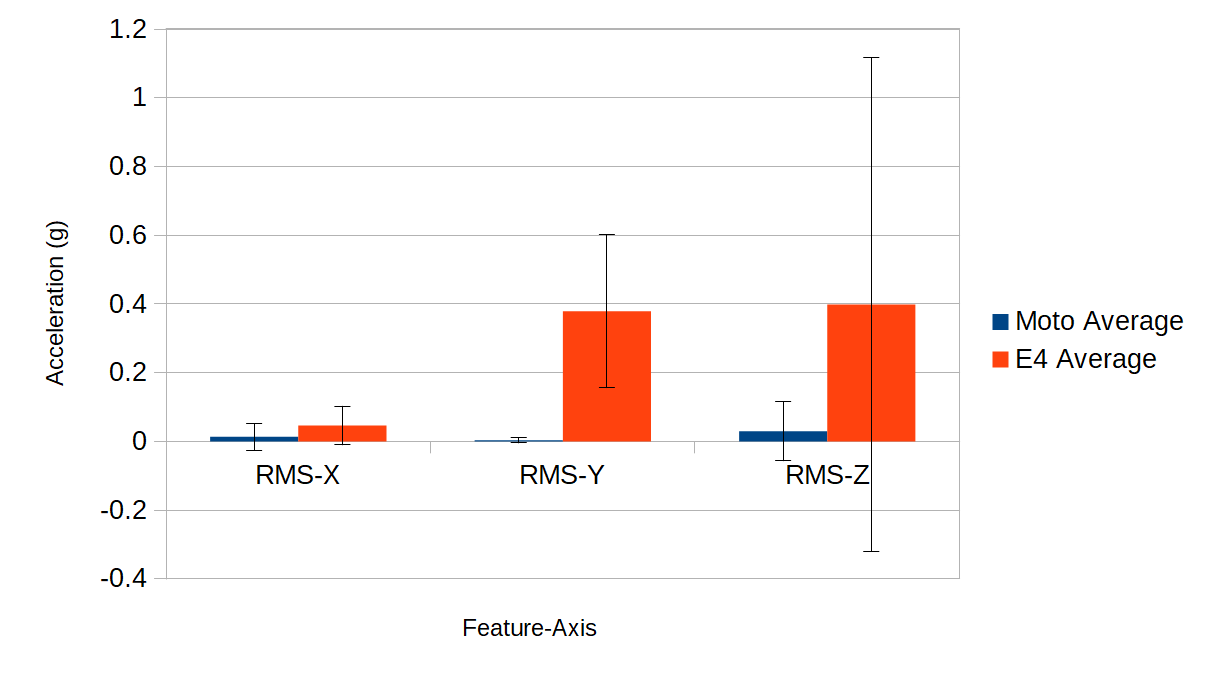 1.2
1
0.8
0.6
0.4
0.2
0
-0.2
-0.4
Acceleration (g)
RMS-X RMS-Y RMS-Z
Feature-Axis
Moto Average
E4 Average